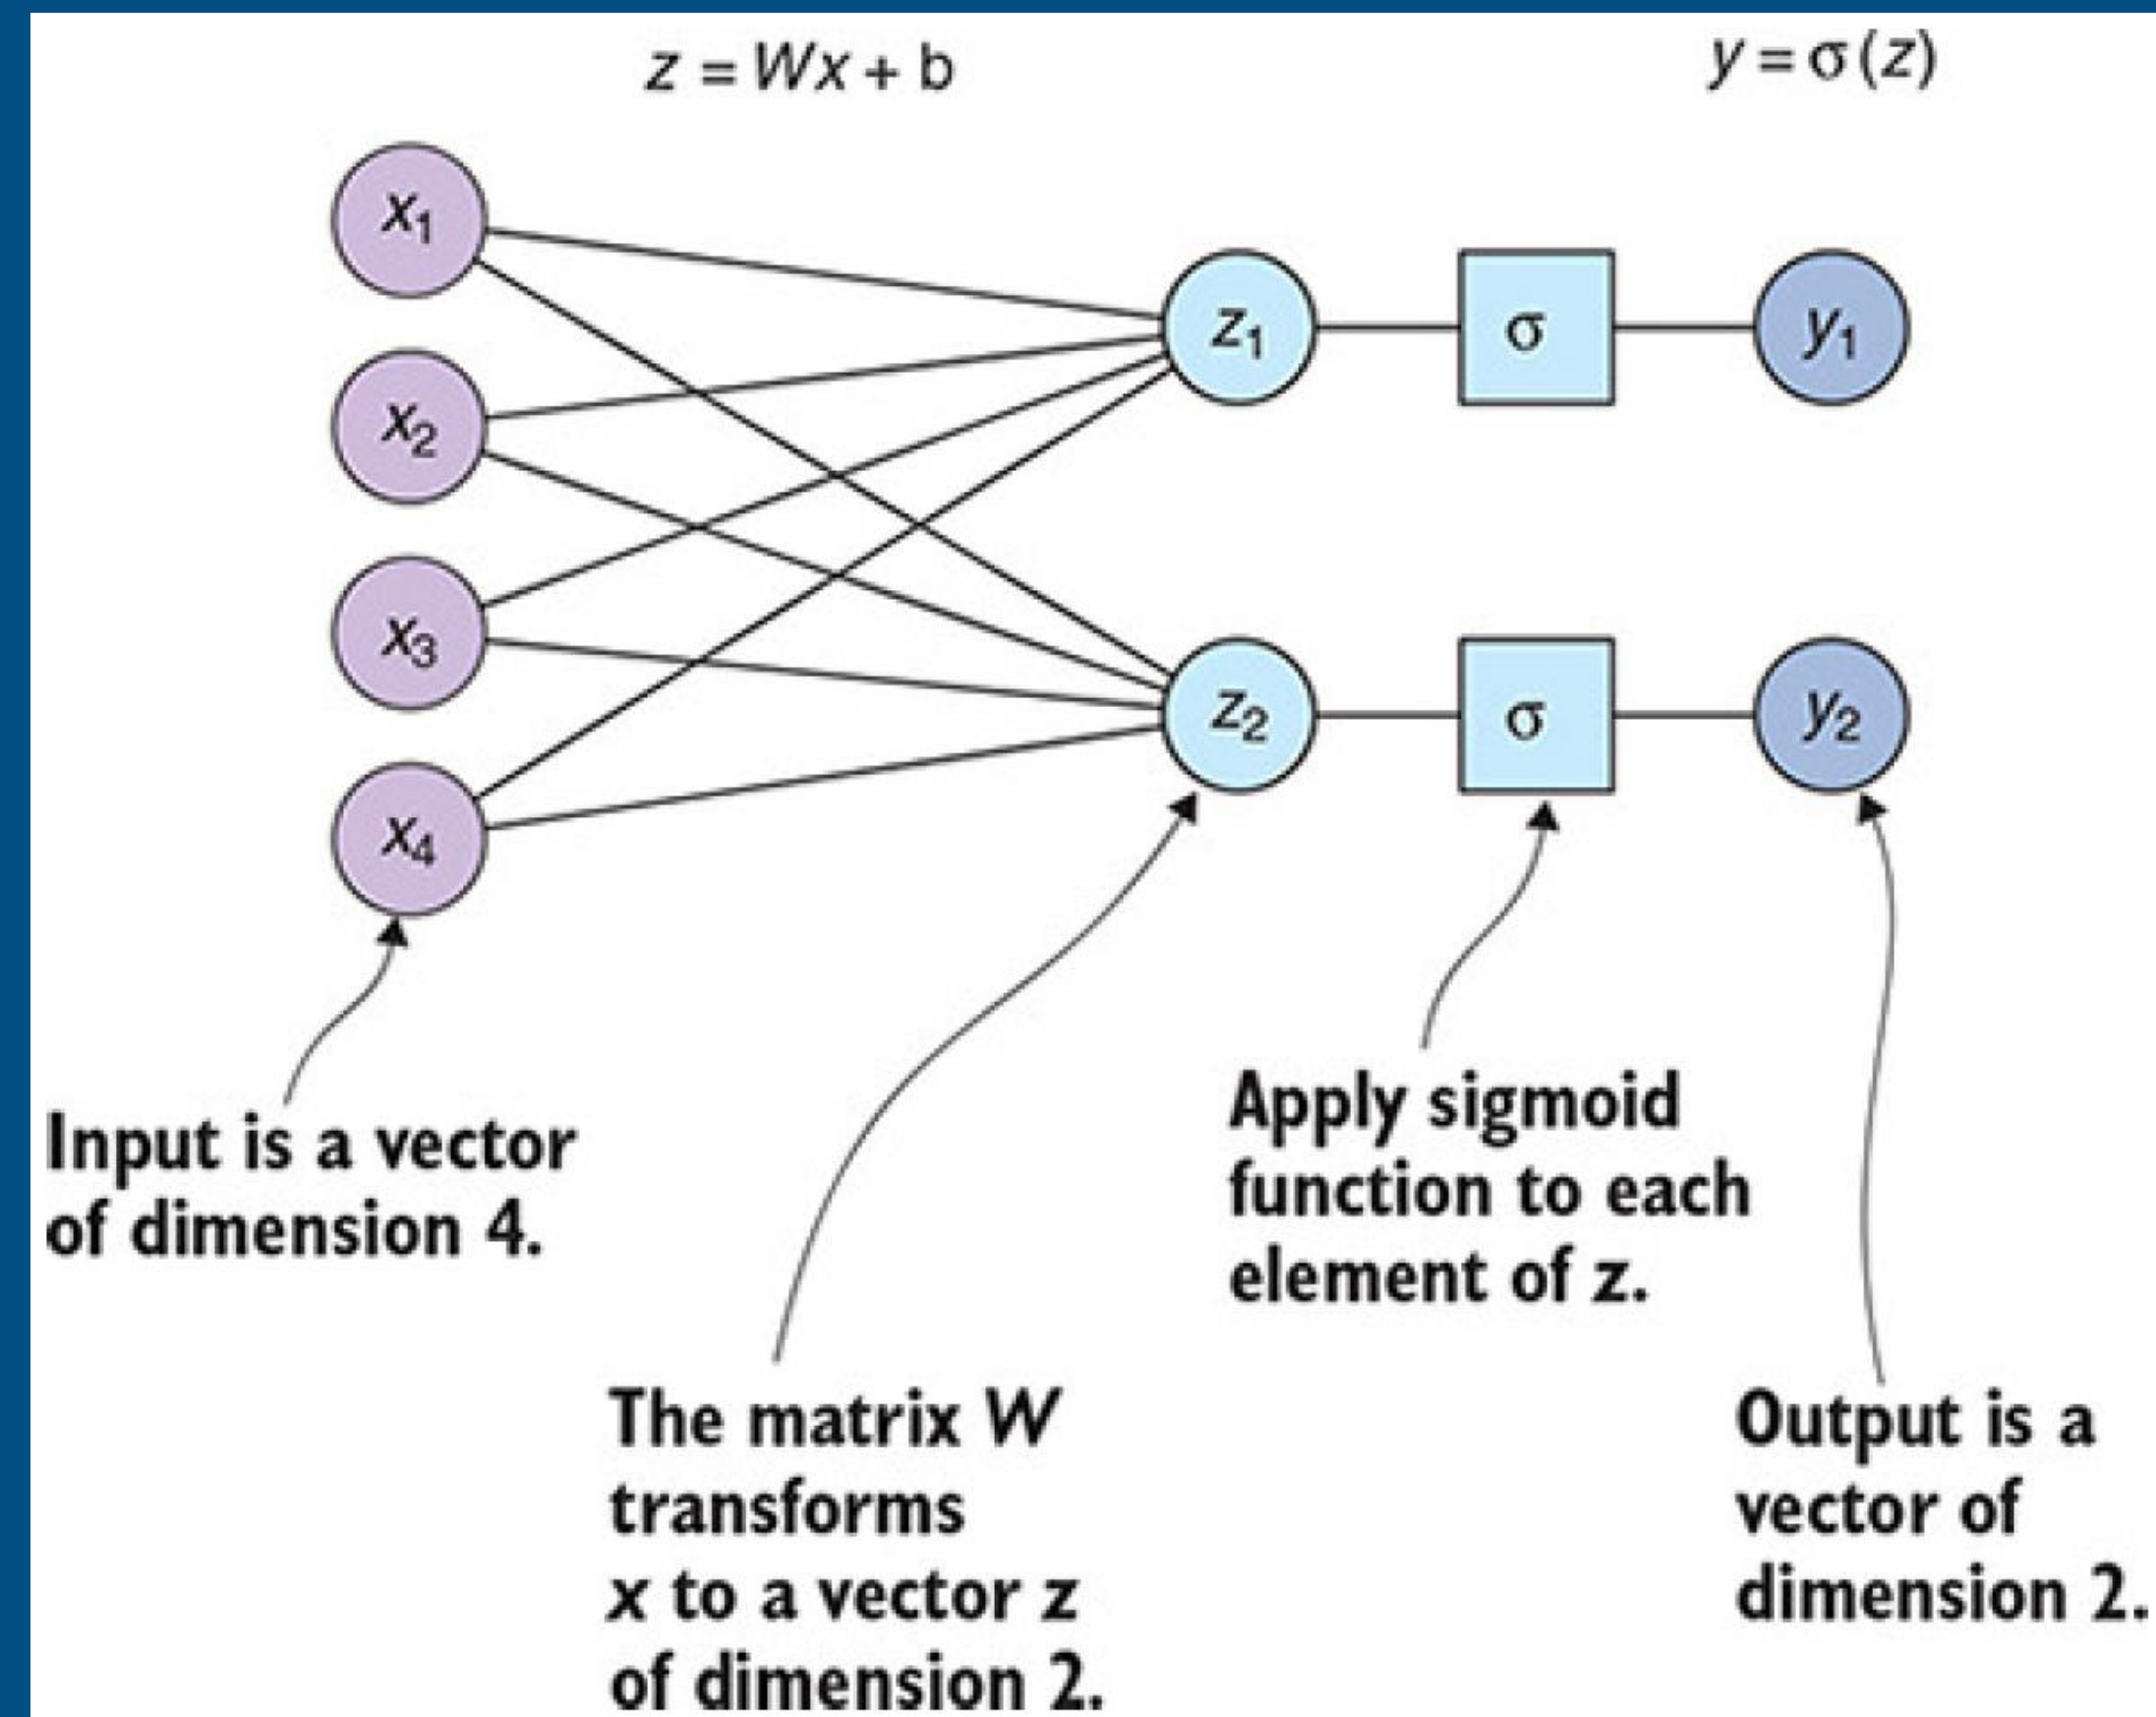 z = Wx + b
y = σ(z)
x₁
x₂
x₃
x₄
z₁
σ
y₁
z₂
σ
y₂
Input is a vector
of dimension 4.
The matrix W
transforms
x to a vector z
of dimension 2.
Apply sigmoid
function to each
element of z.
Output is a
vector of
dimension 2.